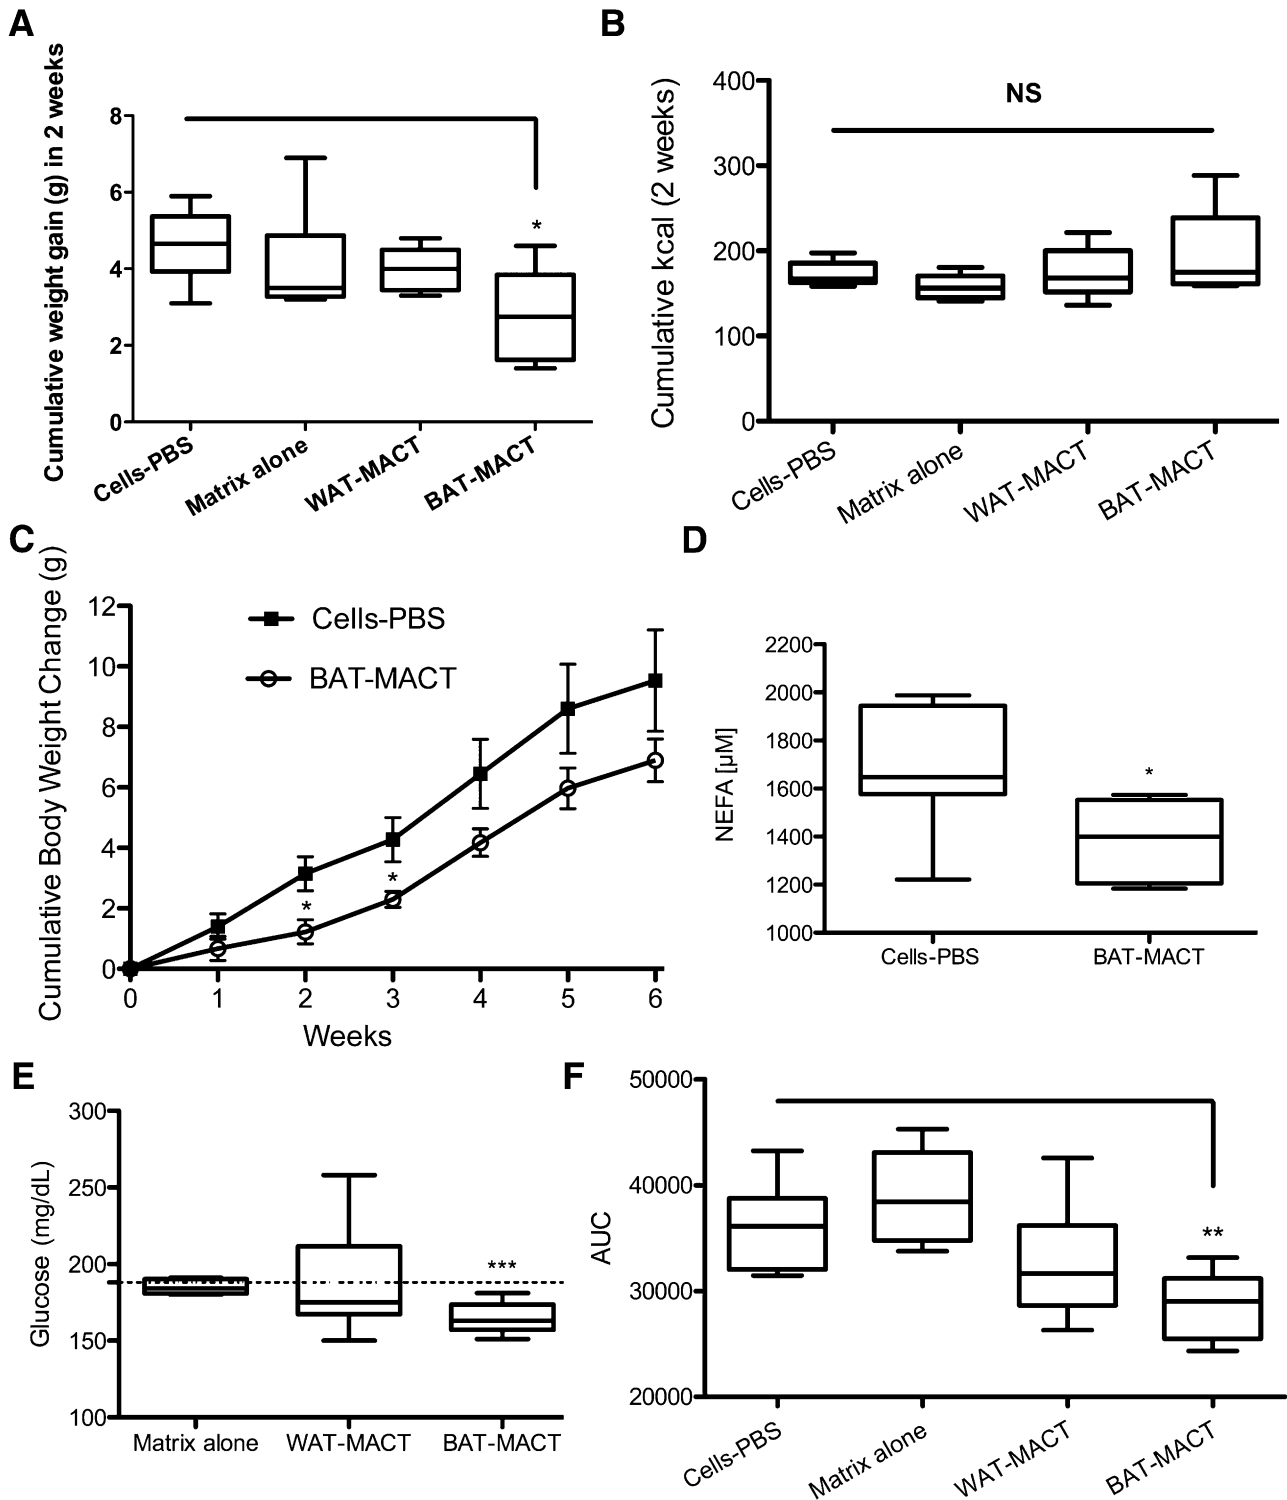 A
Cumulative weight gain (g) in 2 weeks
8
6
4
2
0
*
Cells-PBS
Matrix alone
WAT-MACT
BAT-MACT
B
Cumulative kcal (2 weeks)
400
300
200
100
0
NS
Cells-PBS
Matrix alone
WAT-MACT
BAT-MACT
C
Cumulative Body Weight Change (g)
12
10
8
6
4
2
0
Cells-PBS
BAT-MACT
*
*
0 1 2 3 4 5 6
Weeks
D
NEFA [µM]
2200
2000
1800
1600
1400
1200
1000
*
Cells-PBS
BAT-MACT
E
Glucose (mg/dL)
300
250
200
150
100
***
Matrix alone
WAT-MACT
BAT-MACT
F
AUC
50000
40000
30000
20000
**
Cells-PBS
Matrix alone
WAT-MACT
BAT-MACT